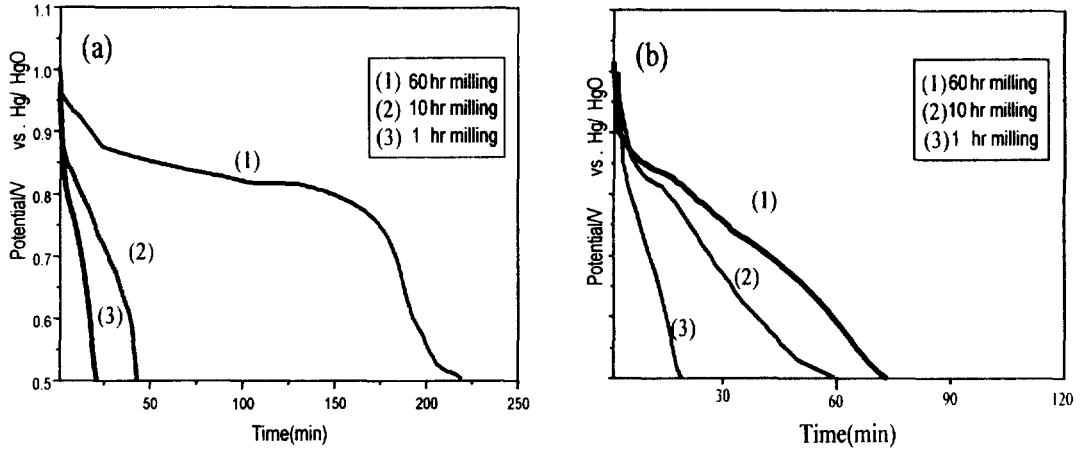 1.1
1.0
0.9
0.8
0.7
0.6
0.5
Potential/V vs . Hg/ HgO
(a)
(1) 60 hr milling
(2) 10 hr milling
(3) 1 hr milling
(1)
(2)
(3)
50
100
150
200
250
Time(min)
Potential/V vs . Hg/ HgO
(b)
(1) 60 hr milling
(2) 10 hr milling
(3) 1 hr milling
(1)
(2)
(3)
30
60
90
120
Time(min)